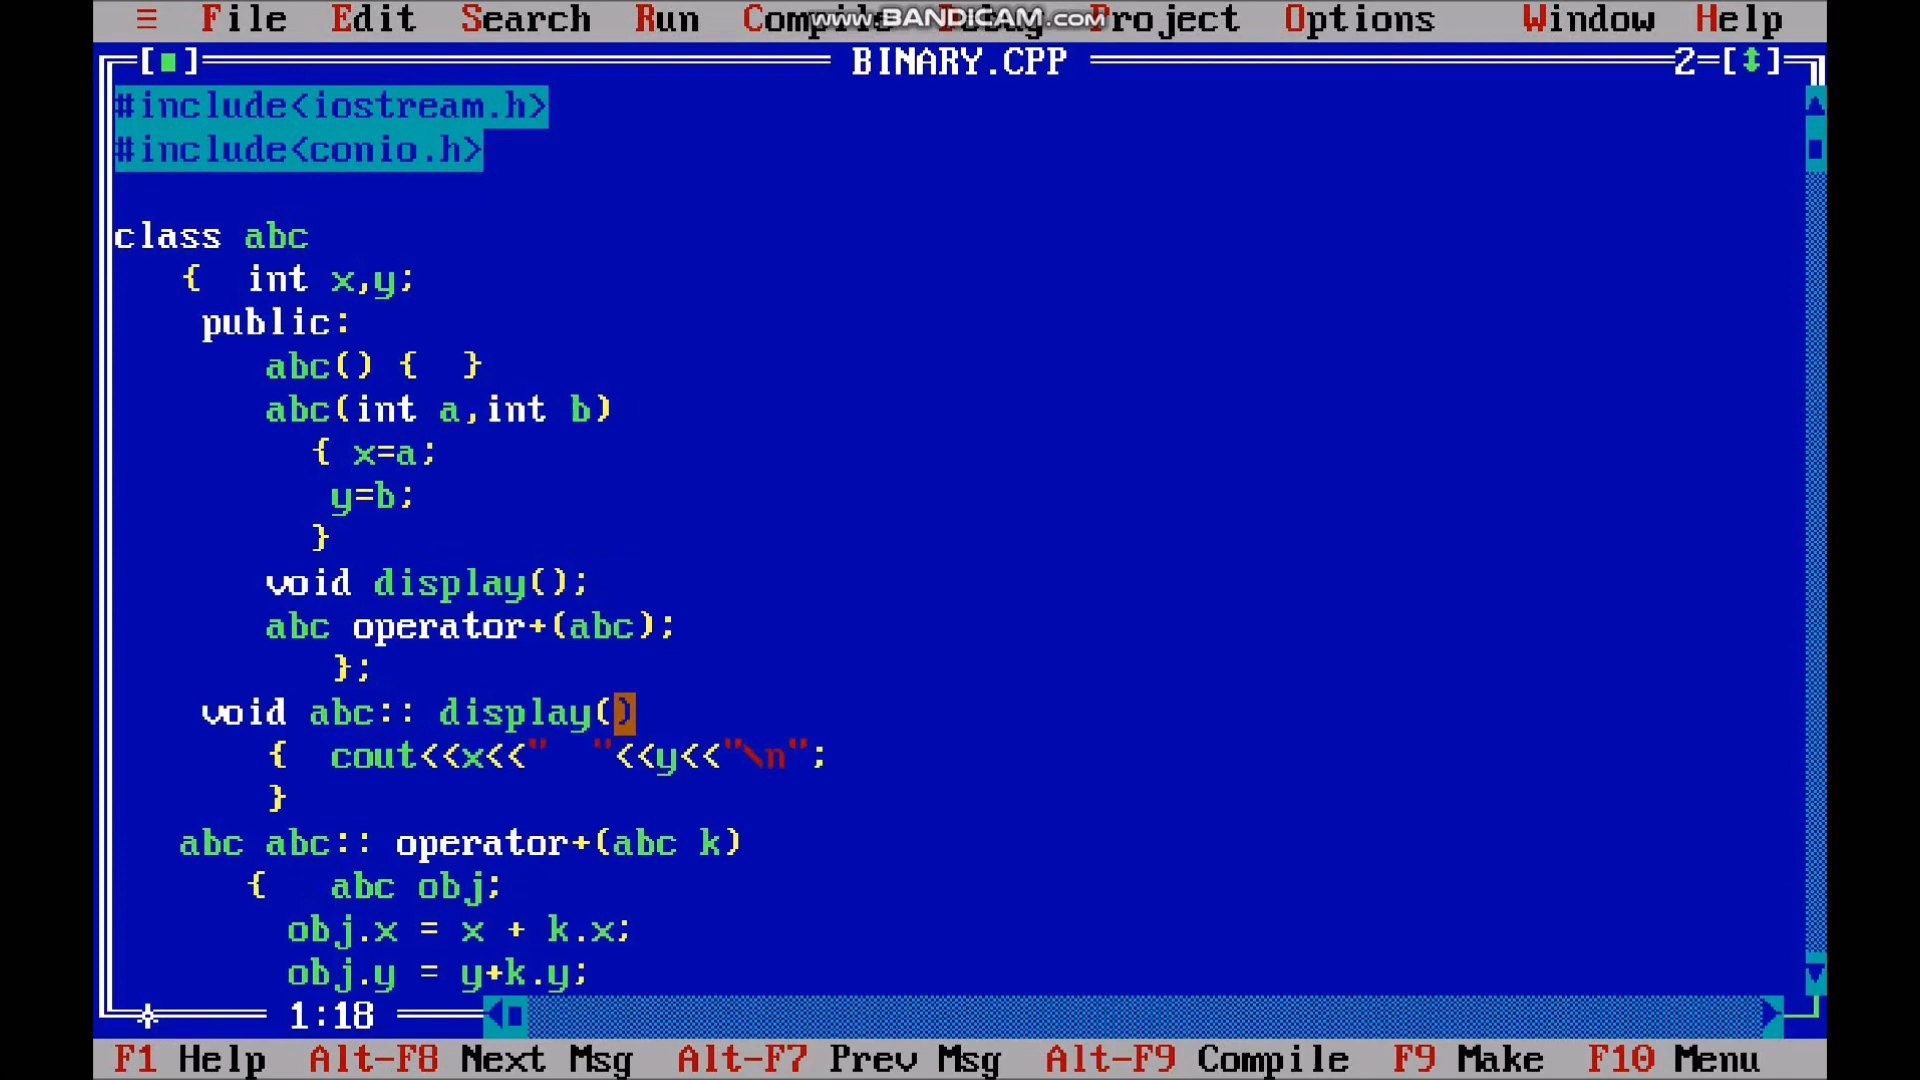 ≡ File Edit Search Run Compile Debug Project Options Window Help
www.BANDICAM.com
[■] BINARY.CPP 2=[↕]
#include<iostream.h>
#include<conio.h>
class abc
{ int x,y;
public:
abc() { }
abc(int a,int b)
{ x=a;
y=b;
}
void display();
abc operator+(abc);
};
void abc:: display()
{ cout<<x<<" "<<y<<"\n";
}
abc abc:: operator+(abc k)
{ abc obj;
obj.x = x + k.x;
obj.y = y+k.y;
1:18
F1 Help Alt-F8 Next Msg Alt-F7 Prev Msg Alt-F9 Compile F9 Make F10 Menu